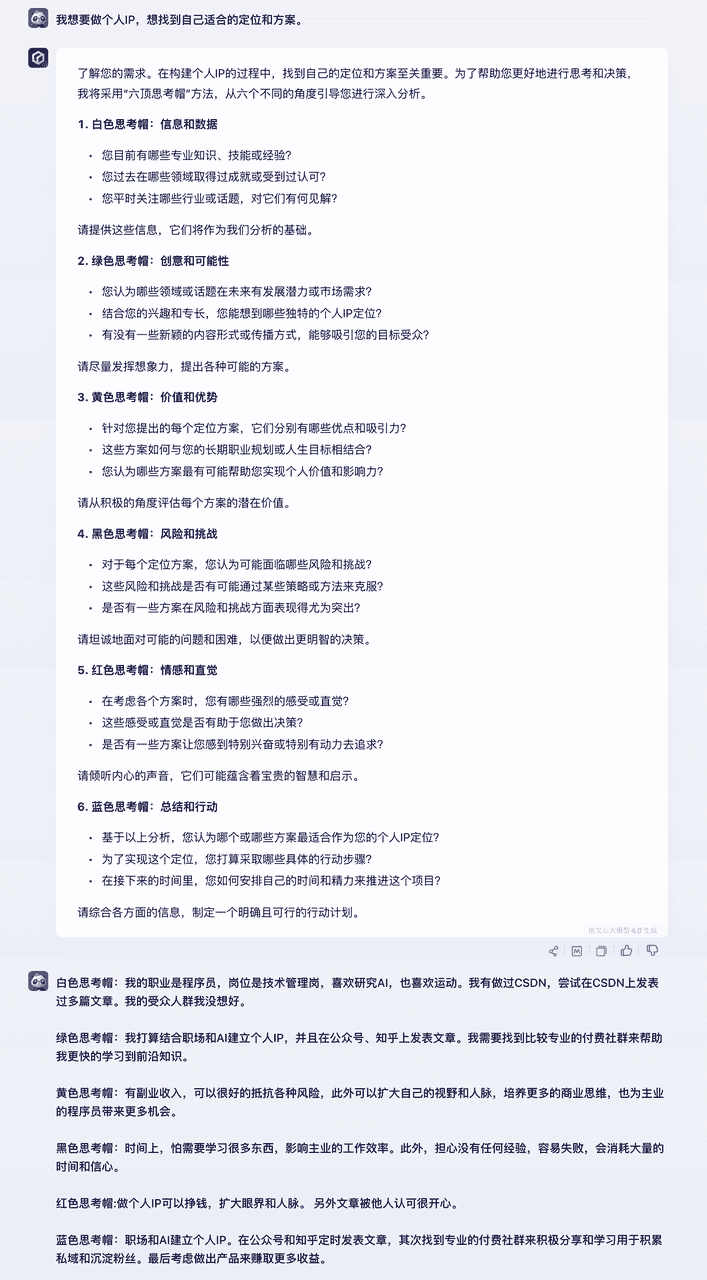 我想要做个人IP，想找到自己适合的定位和方案。
了解您的需求。在构建个人IP的过程中，找到自己的定位和方案至关重要。为了帮助您更好地进行思考和决策，
我将采用“六顶思考帽”方法，从六个不同的角度引导您进行深入分析。
1. 白色思考帽：信息和数据
• 您目前有哪些专业知识、技能或经验?
• 您过去在哪些领域取得过成就或受到过认可?
• 您平时关注哪些行业或话题，对它们有何见解?
请提供这些信息，它们将作为我们分析的基础。
2. 绿色思考帽：创意和可能性
• 您认为哪些领域或话题在未来有发展潜力或市场需求?
• 结合您的兴趣和专长，您能想到哪些独特的个人IP定位?
• 有没有一些新颖的内容形式或传播方式，能够吸引您的目标受众?
请尽量发挥想象力，提出各种可能的方案。
3. 黄色思考帽：价值和优势
• 针对您提出的每个定位方案，它们分别有哪些优点和吸引力?
• 这些方案如何与您的长期职业规划或人生目标相结合?
• 您认为哪些方案最有可能帮助您实现个人价值和影响力?
请从积极的角度评估每个方案的潜在价值。
4. 黑色思考帽：风险和挑战
• 对于每个定位方案，您认为可能面临哪些风险和挑战?
• 这些风险和挑战是否有可能通过某些策略或方法来克服?
• 是否有一些方案在风险和挑战方面表现得尤为突出?
请坦诚地面对可能的问题和困难，以便做出更明智的决策。
5. 红色思考帽：情感和直觉
• 在考虑各个方案时，您有哪些强烈的感受或直觉?
• 这些感受或直觉是否有助于您做出决策?
• 是否有一些方案让您感到特别兴奋或特别有动力去追求?
请倾听内心的声音，它们可能蕴含着宝贵的智慧和启示。
6. 蓝色思考帽：总结和行动
• 基于以上分析，您认为哪个或哪些方案最适合作为您的个人IP定位?
• 为了实现这个定位，您打算采取哪些具体的行动步骤?
• 在接下来的时间里，您如何安排自己的时间和精力来推进这个项目?
请综合各方面的信息，制定一个明确且可行的行动计划。
由文心大模型 4.0 生成
白色思考帽：我的职业是程序员，岗位是技术管理岗，喜欢研究AI，也喜欢运动。我有做过CSDN，尝试在CSDN上发表
过多篇文章。我的受众人群我没想好。
绿色思考帽：我打算结合职场和AI建立个人IP，并且在公众号、知乎上发表文章。我需要找到比较专业的付费社群来帮助
我更快的学习到前沿知识。
黄色思考帽：有副业收入，可以很好的抵抗各种风险，此外可以扩大自己的视野和人脉，培养更多的商业思维，也为主业
的程序员带来更多机会。
黑色思考帽：时间上，怕需要学习很多东西，影响主业的工作效率。此外，担心没有任何经验，容易失败，会消耗大量的
时间和信心。
红色思考帽:做个人IP可以挣钱，扩大眼界和人脉。 另外文章被他人认可很开心。
蓝色思考帽：职场和AI建立个人IP。在公众号和知乎定时发表文章，其次找到专业的付费社群来积极分享和学习用于积累
私域和沉淀粉丝。最后考虑做出产品来赚取更多收益。